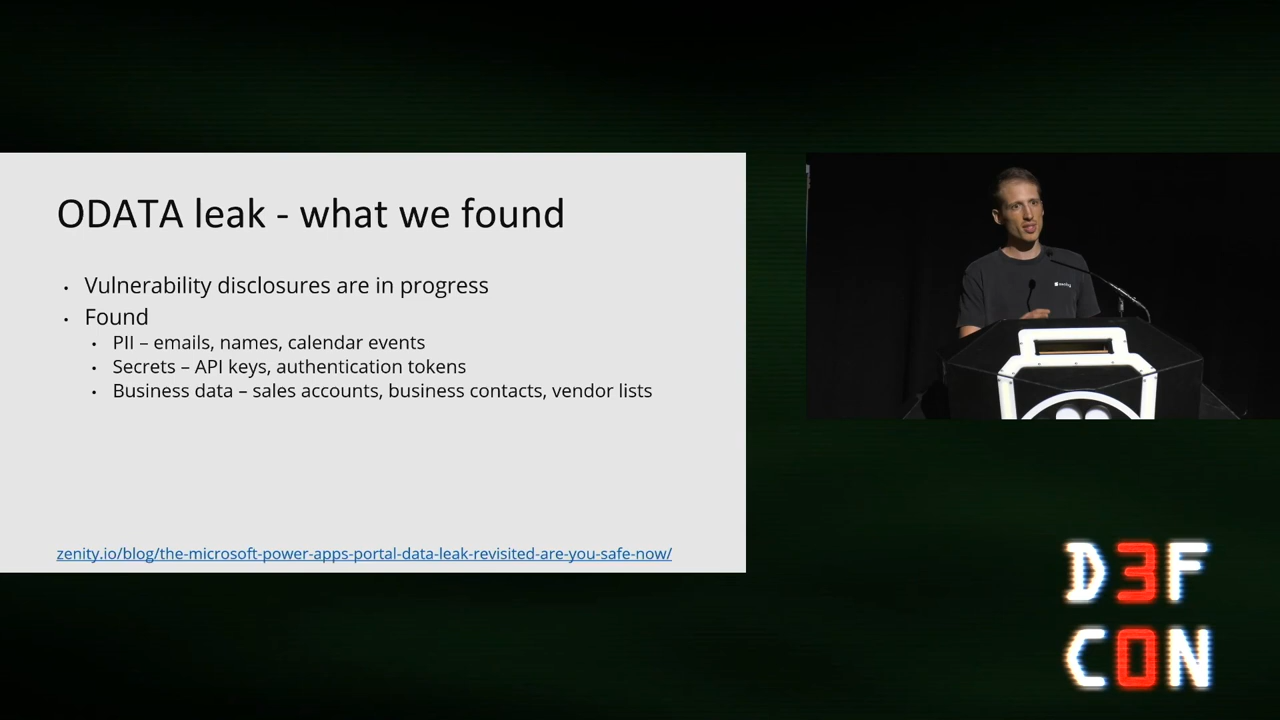 ODATA leak - what we found
• Vulnerability disclosures are in progress
• Found
• PII – emails, names, calendar events
• Secrets – API keys, authentication tokens
• Business data – sales accounts, business contacts, vendor lists
zenity.io/blog/the-microsoft-power-apps-portal-data-leak-revisited-are-you-safe-now/
zenity
D3F
C0N